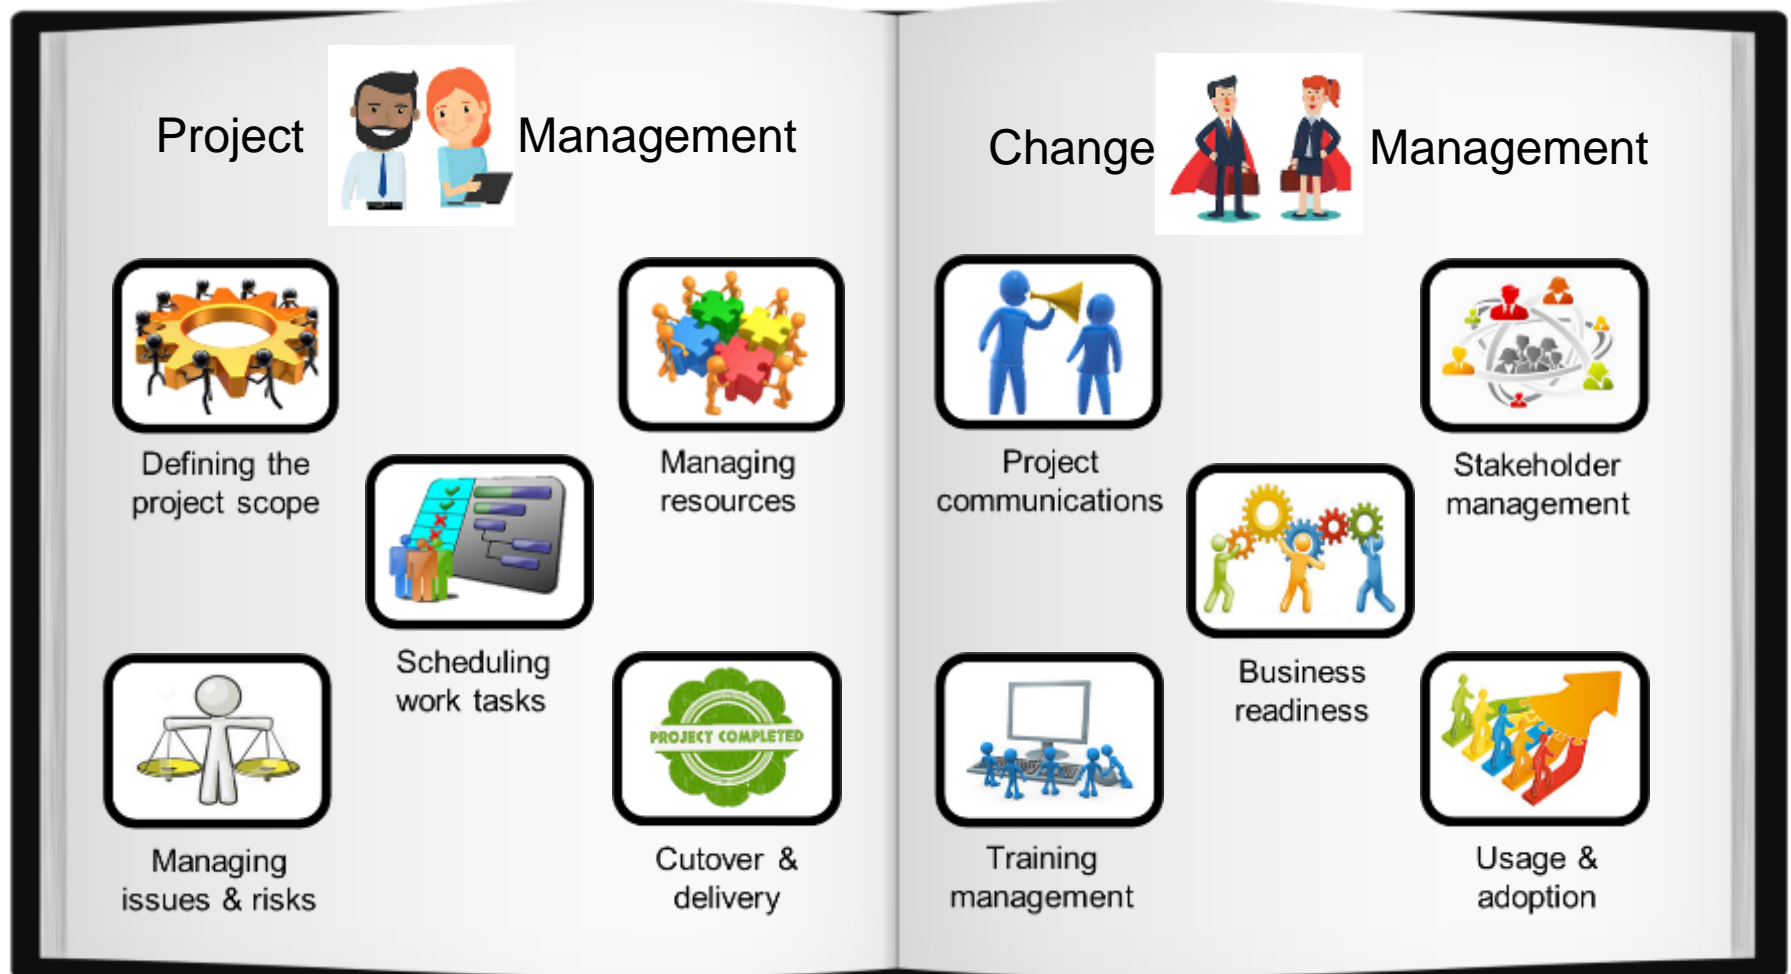 Project Management
Defining the
project scope
Managing
resources
Scheduling
work tasks
Managing
issues & risks
PROJECT COMPLETED
Cutover &
delivery
Change Management
Project
communications
Stakeholder
management
Business
readiness
Training
management
Usage &
adoption